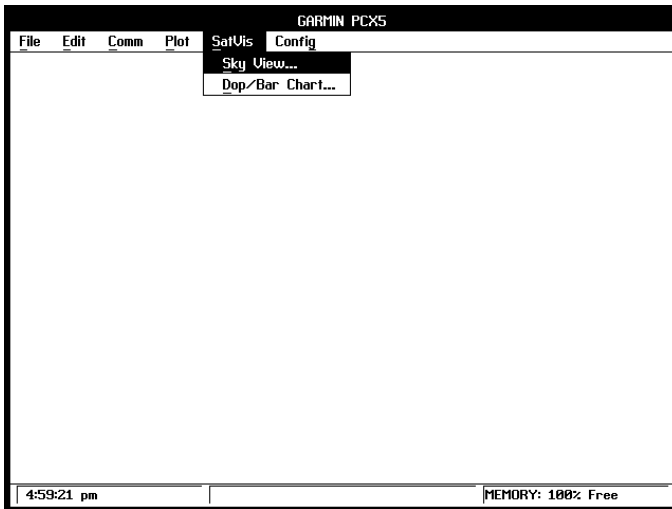 GARMIN PCX5
File Edit Comm Plot SatVis Config
Sky View...
Dop/Bar Chart...
4:59:21 pm MEMORY: 100% Free